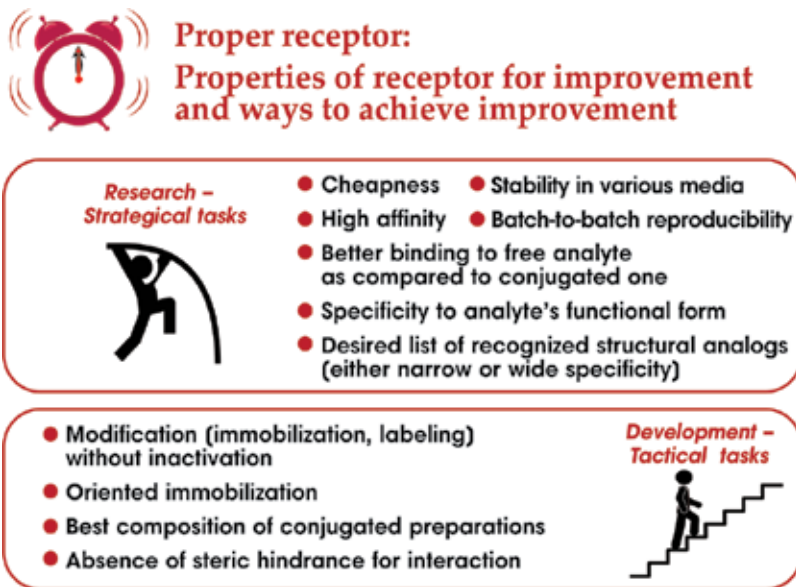 Proper receptor:
Properties of receptor for improvement
and ways to achieve improvement
Research –
Strategical tasks
● Cheapness
● Stability in various media
● High affinity
● Batch-to-batch reproducibility
● Better binding to free analyte
as compared to conjugated one
● Specificity to analyte's functional form
● Desired list of recognized structural analogs
(either narrow or wide specificity)
● Modification (immobilization, labeling)
without inactivation
● Oriented immobilization
● Best composition of conjugated preparations
● Absence of steric hindrance for interaction
Development –
Tactical tasks